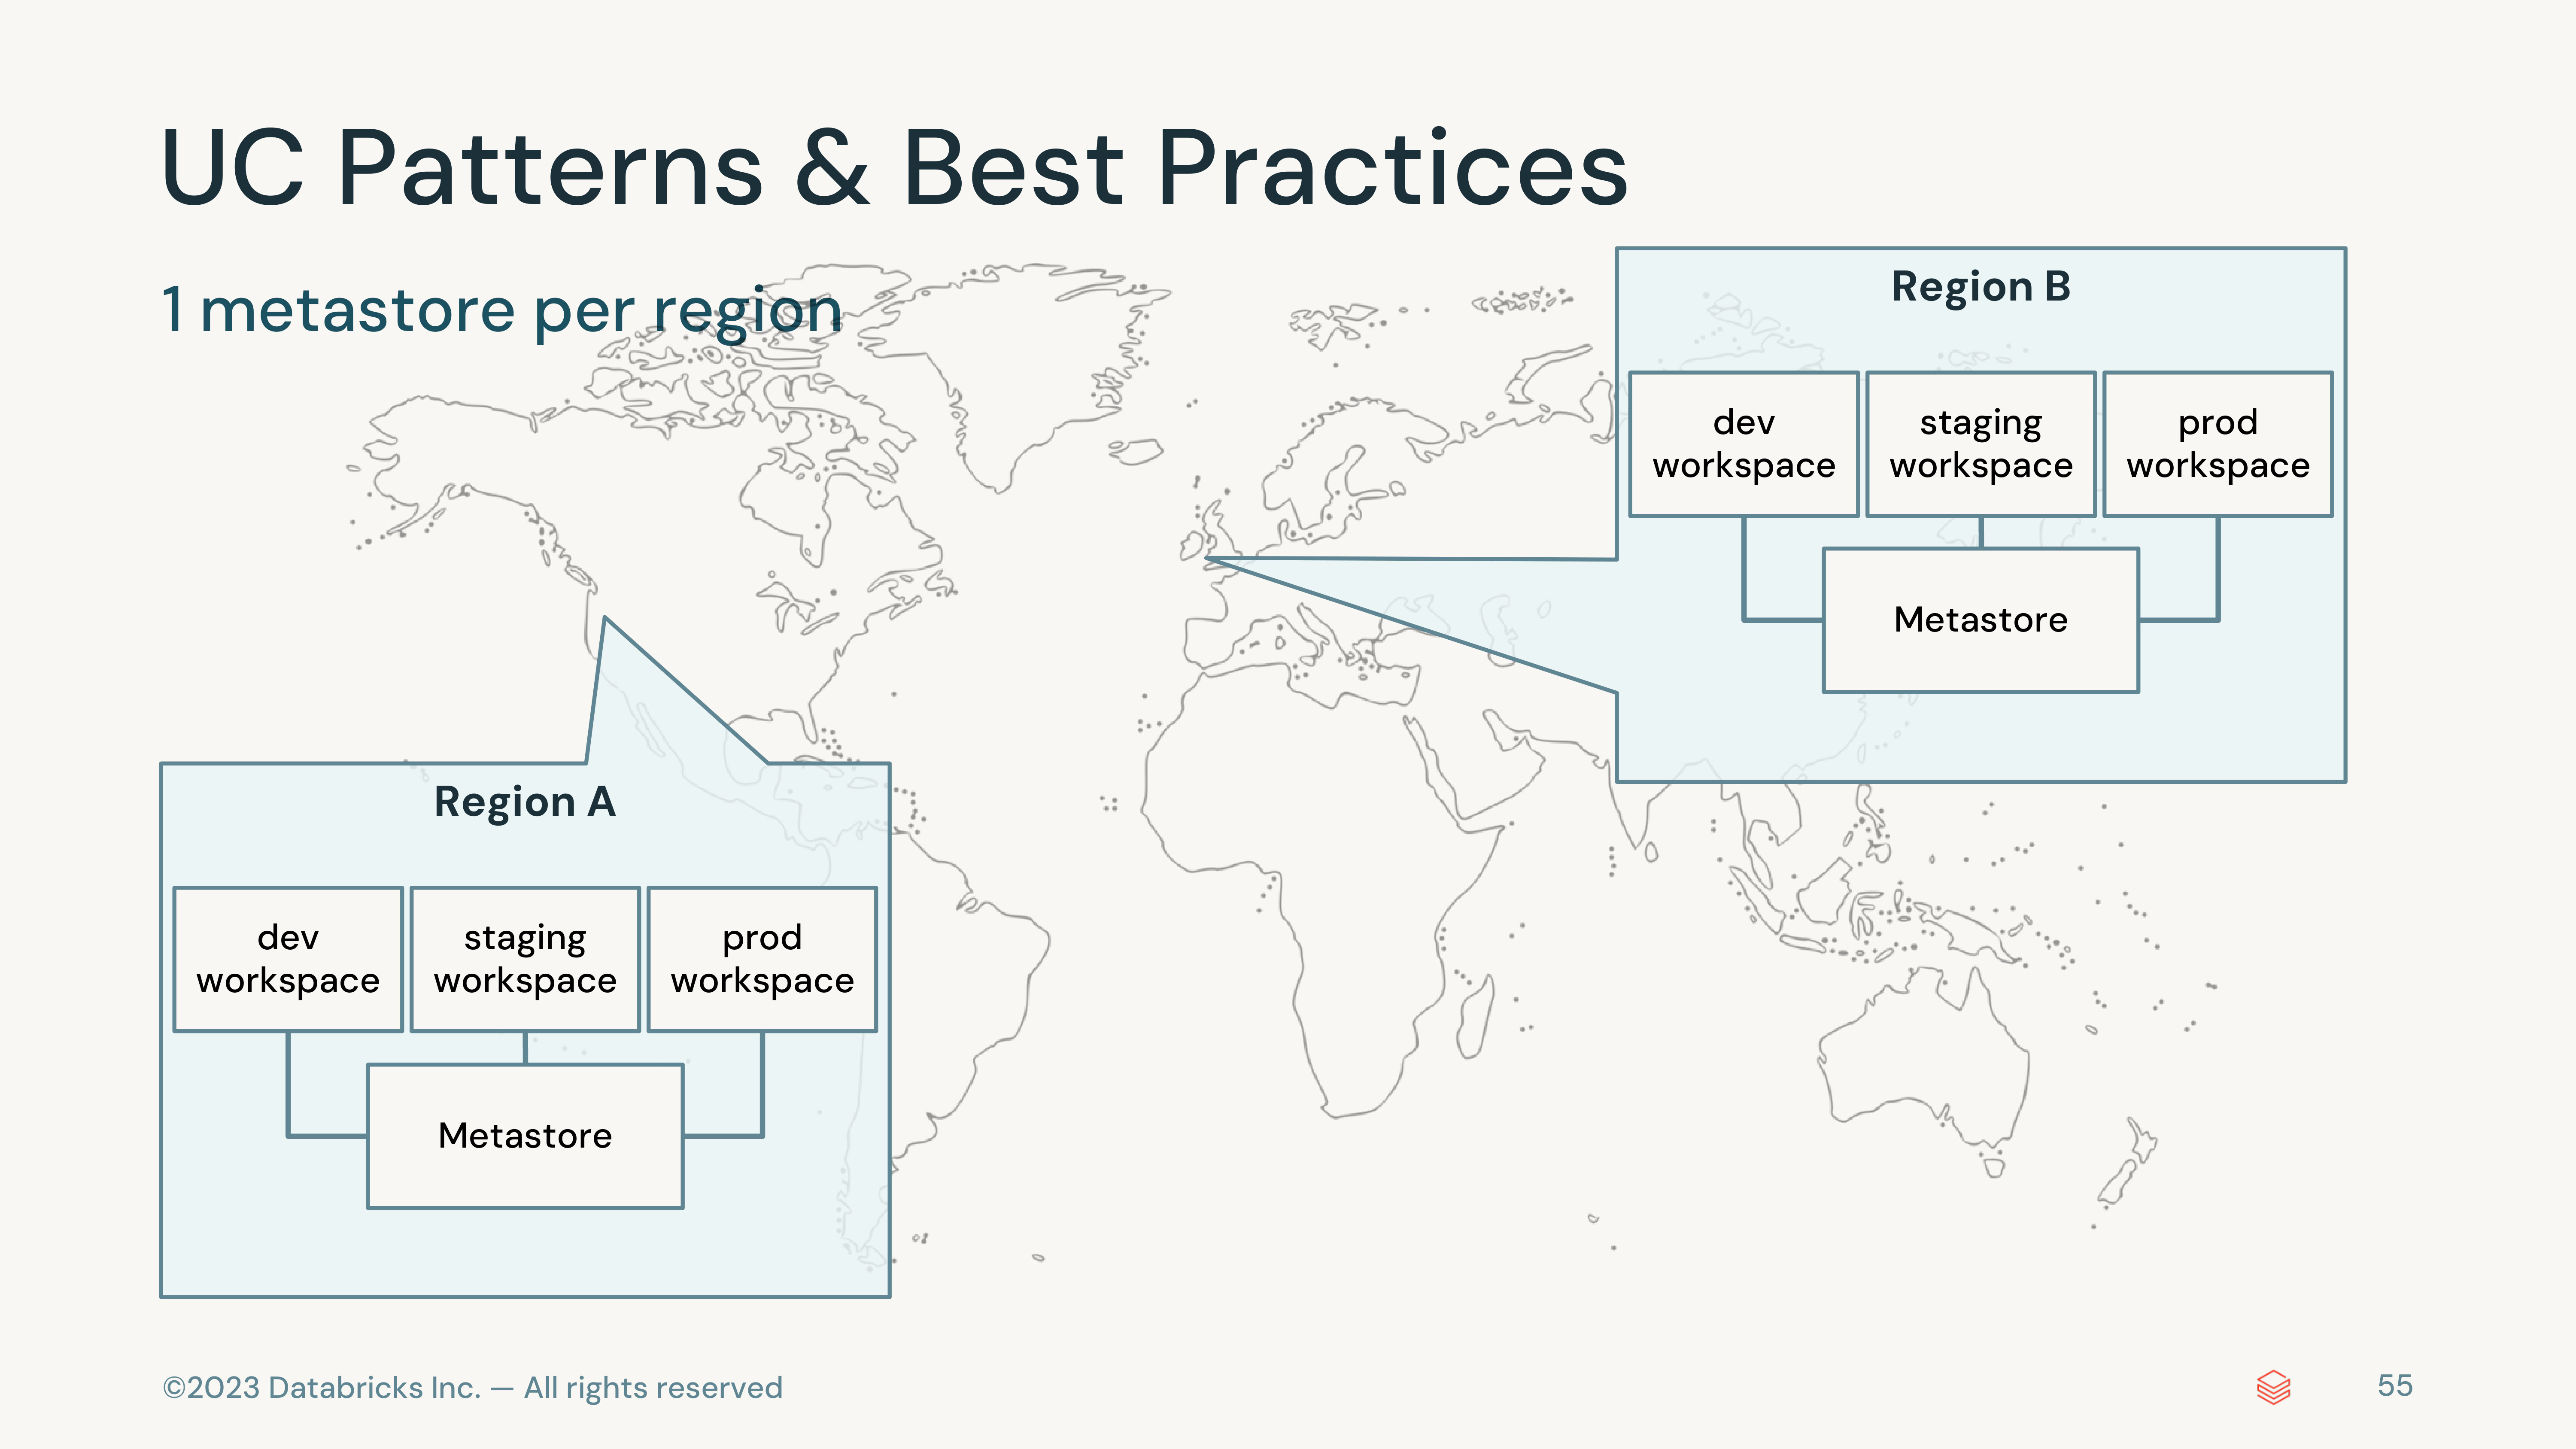 UC Patterns & Best Practices
1 metastore per region
Region B
dev
workspace
staging
workspace
prod
workspace
Metastore
Region A
dev
workspace
staging
workspace
prod
workspace
Metastore
©2023 Databricks Inc. — All rights reserved
55